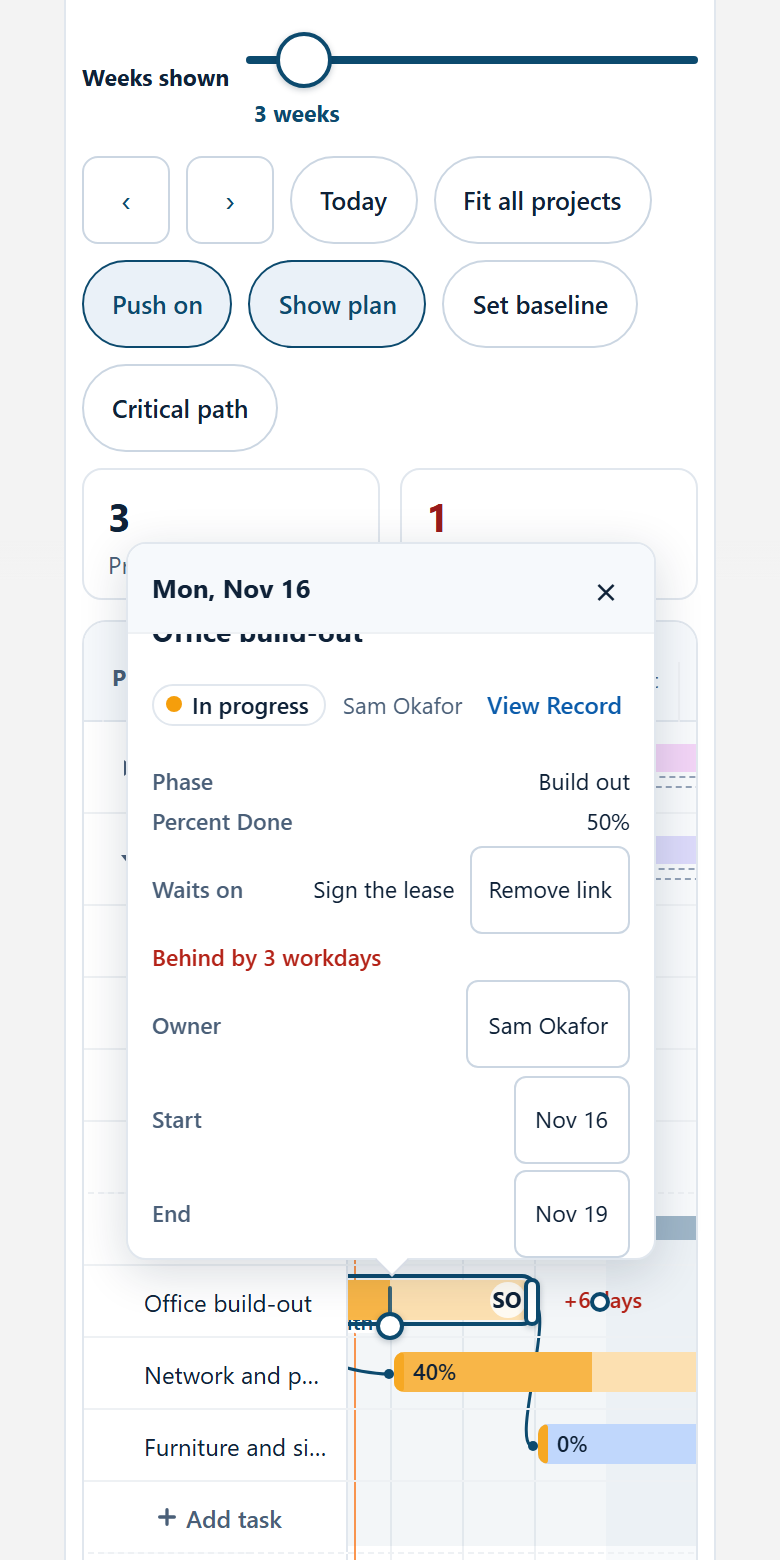 Weeks shown
3 weeks
‹ › Today Fit all projects
Push on Show plan Set baseline
Critical path
3 1
Mon, Nov 16 ×
Office build-out
In progress Sam Okafor View Record
Phase Build out
Percent Done 50%
Waits on Sign the lease Remove link
Behind by 3 workdays
Owner Sam Okafor
Start Nov 16
End Nov 19
Office build-out SO
Network and p... 40%
Furniture and si... 0%
+ Add task